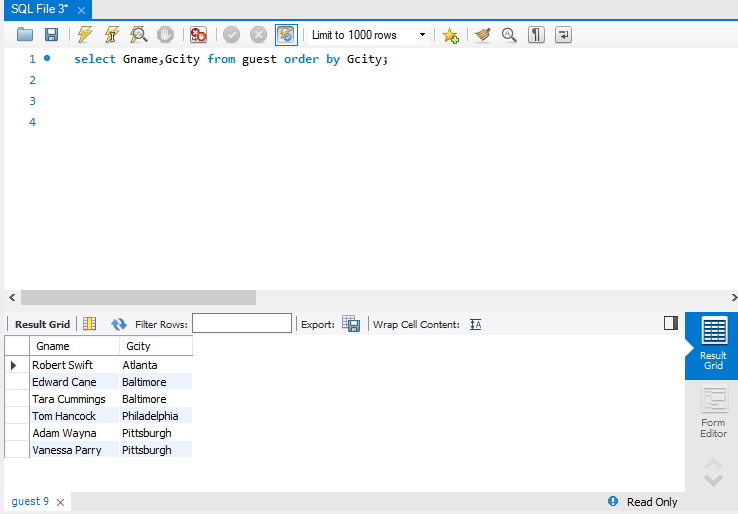 SQL File 3*
Limit to 1000 rows
1 select Gname,Gcity from guest order by Gcity;
2
3
4
Result Grid Filter Rows: Export: Wrap Cell Content:
Gname Gcity
Robert Swift Atlanta
Edward Cane Baltimore
Tara Cummings Baltimore
Tom Hancock Philadelphia
Adam Wayna Pittsburgh
Vanessa Parry Pittsburgh
Result
Grid
Form
Editor
guest 9 Read Only